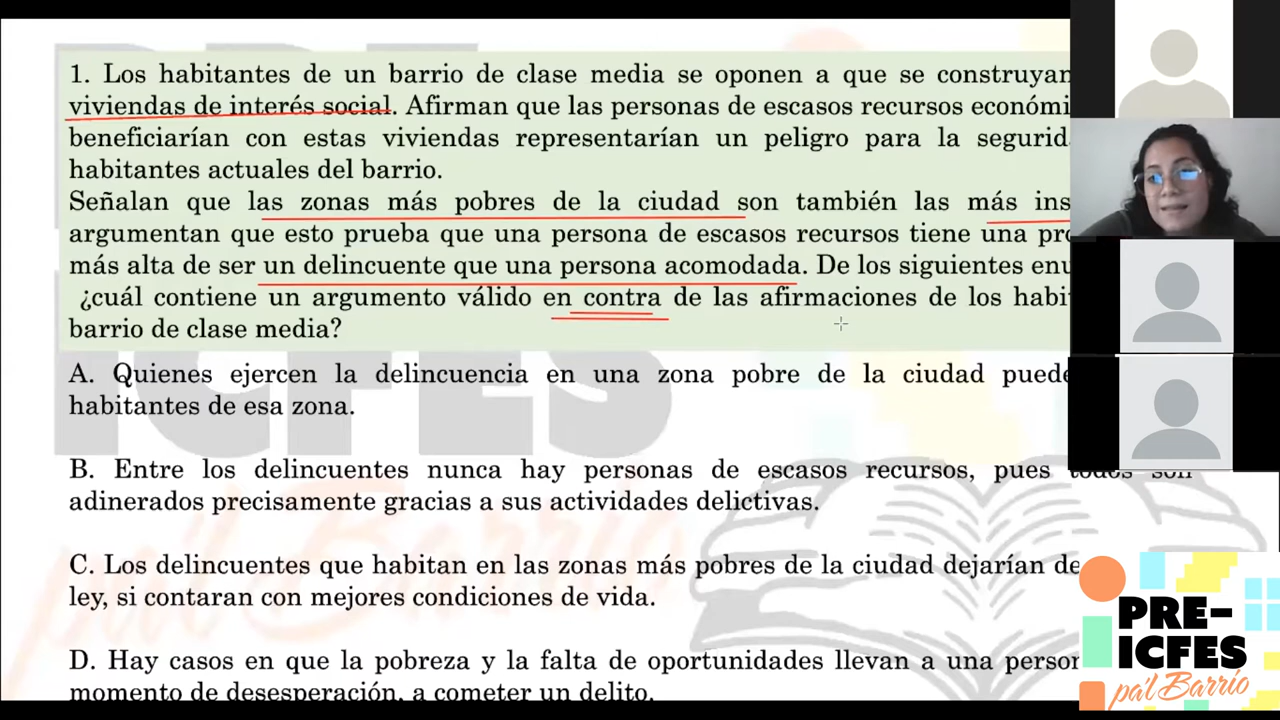 1. Los habitantes de un barrio de clase media se oponen a que se construyan
viviendas de interés social. Afirman que las personas de escasos recursos
beneficiarían con estas viviendas representarían un peligro para la
habitantes actuales del barrio.
Señalan que las zonas más pobres de la ciudad son también las más
argumentan que esto prueba que una persona de escasos recursos tiene una
más alta de ser un delincuente que una persona acomodada. De los siguientes
¿cuál contiene un argumento válido en contra de las afirmaciones de los
barrio de clase media?
A. Quienes ejercen la delincuencia en una zona pobre de la ciudad
habitantes de esa zona.
B. Entre los delincuentes nunca hay personas de escasos recursos, pues todos son
adinerados precisamente gracias a sus actividades delictivas.
C. Los delincuentes que habitan en las zonas más pobres de la ciudad dejarían de
ley, si contaran con mejores condiciones de vida.
D. Hay casos en que la pobreza y la falta de oportunidades llevan a una
momento de desesperación, a cometer un delito.
PRE-
ICFES
pa'l Barrio